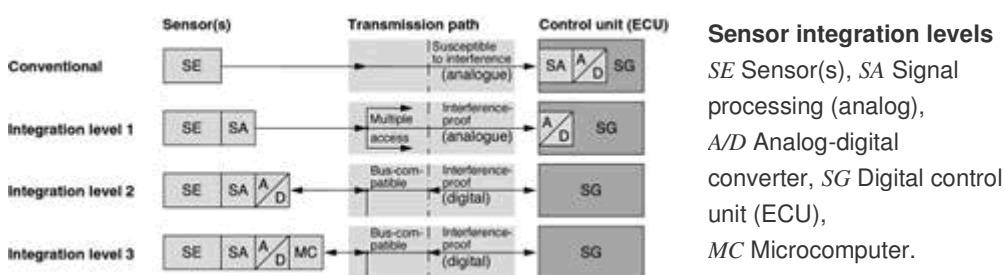 Sensor(s) Transmission path Control unit (ECU)
Conventional SE Susceptible to interference (analogue) SA A/D SG
Integration level 1 SE SA Multiple access Interference-proof (analogue) A/D SG
Integration level 2 SE SA A/D Bus-com-patible Interference-proof (digital) SG
Integration level 3 SE SA A/D MC Bus-com-patible Interference-proof (digital) SG
Sensor integration levels
SE Sensor(s), SA Signal
processing (analog),
A/D Analog-digital
converter, SG Digital control
unit (ECU),
MC Microcomputer.